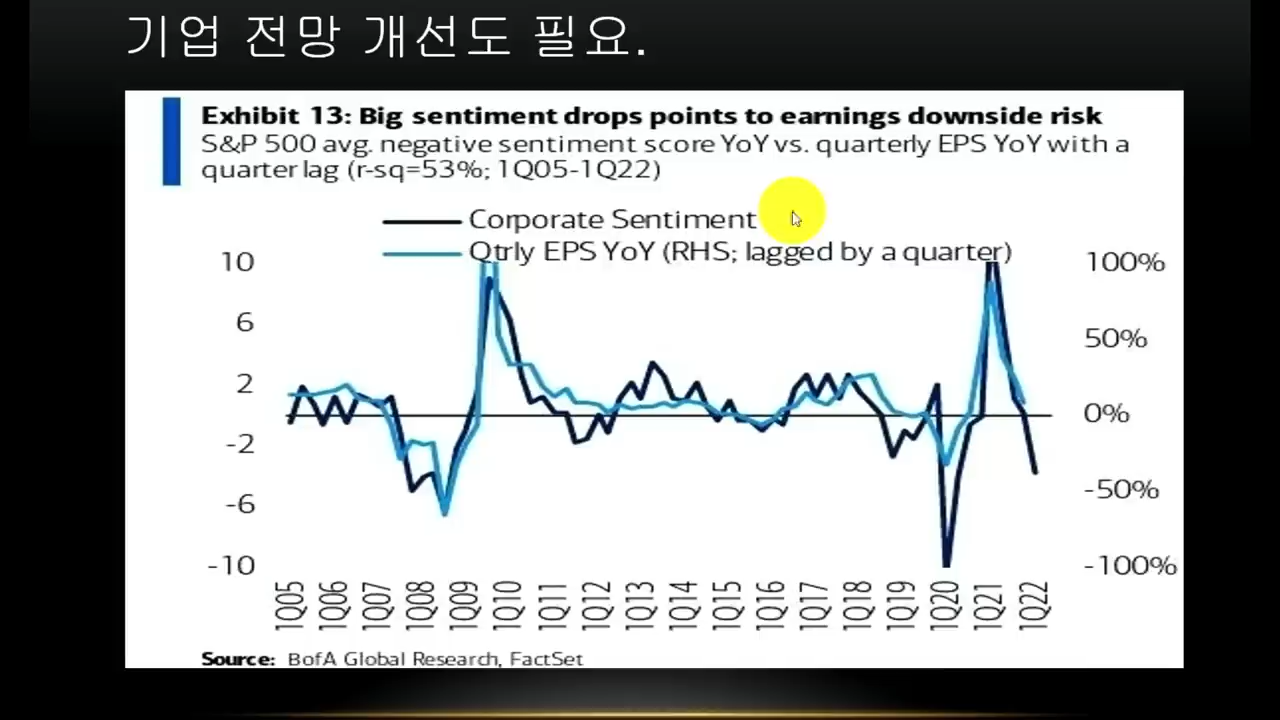 기업 전망 개선도 필요.
Exhibit 13: Big sentiment drops points to earnings downside risk
S&P 500 avg. negative sentiment score YoY vs. quarterly EPS YoY with a
quarter lag (r-sq=53%; 1Q05-1Q22)
Corporate Sentiment
Qtrly EPS YoY (RHS; lagged by a quarter)
10
6
2
-2
-6
-10
100%
50%
0%
-50%
-100%
1Q05
1Q06
1Q07
1Q08
1Q09
1Q10
1Q11
1Q12
1Q13
1Q14
1Q15
1Q16
1Q17
1Q18
1Q19
1Q20
1Q21
1Q22
Source: BofA Global Research, FactSet